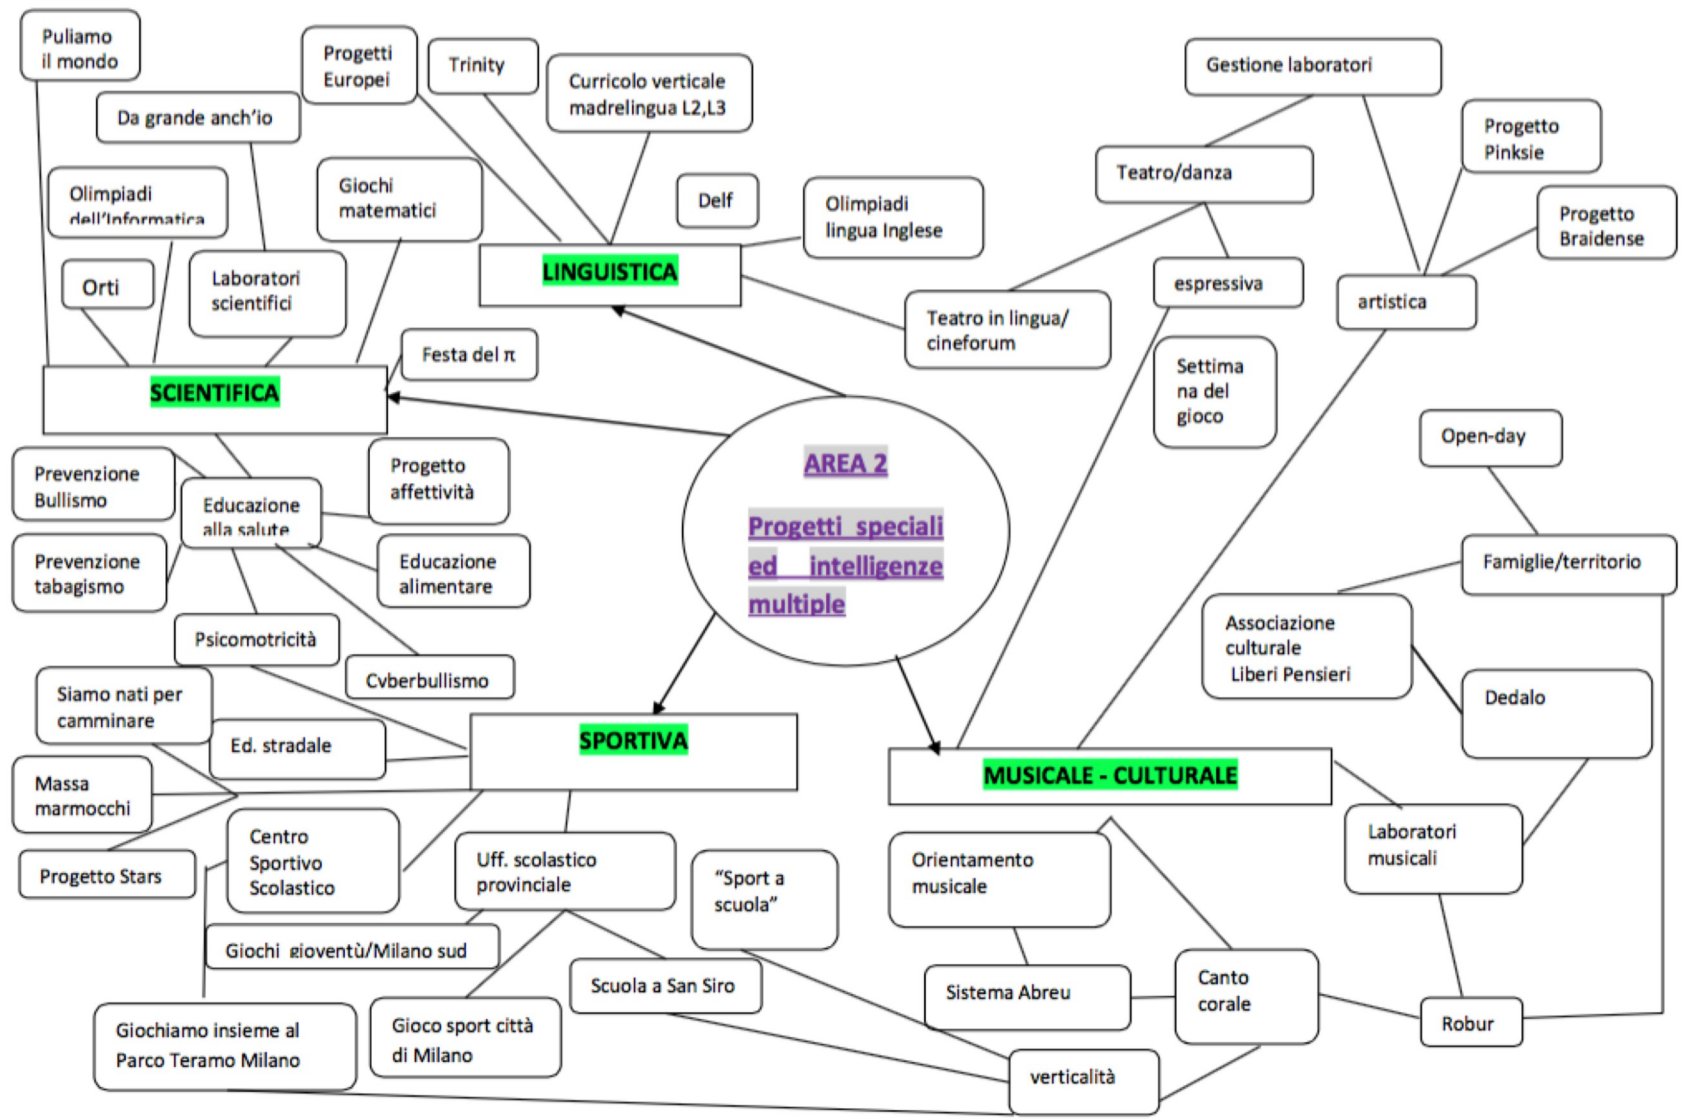 Puliamo
il mondo
Progetti
Europei
Trinity
Curricolo verticale
madrelingua L2,L3
Gestione laboratori
Da grande anch'io
Progetto
Pinksie
Teatro/danza
Olimpiadi
dell'Informatica
Giochi
matematici
Delf
Olimpiadi
lingua Inglese
Progetto
Braidense
Orti
Laboratori
scientifici
LINGUISTICA
espressiva
artistica
Teatro in lingua/
cineforum
Festa del π
SCIENTIFICA
Settima
na del
gioco
Open-day
AREA 2
Progetti speciali
ed intelligenze
multiple
Prevenzione
Bullismo
Educazione
alla salute
Progetto
affettività
Prevenzione
tabagismo
Educazione
alimentare
Famiglie/territorio
Psicomotricità
Cyberbullismo
Associazione
culturale
Liberi Pensieri
Dedalo
Siamo nati per
camminare
Ed. stradale
SPORTIVA
MUSICALE - CULTURALE
Massa
marmocchi
Progetto Stars
Centro
Sportivo
Scolastico
Uff. scolastico
provinciale
"Sport a
scuola"
Orientamento
musicale
Laboratori
musicali
Giochi gioventù/Milano sud
Scuola a San Siro
Sistema Abreu
Canto
corale
Robur
Giochiamo insieme al
Parco Teramo Milano
Gioco sport città
di Milano
verticalità